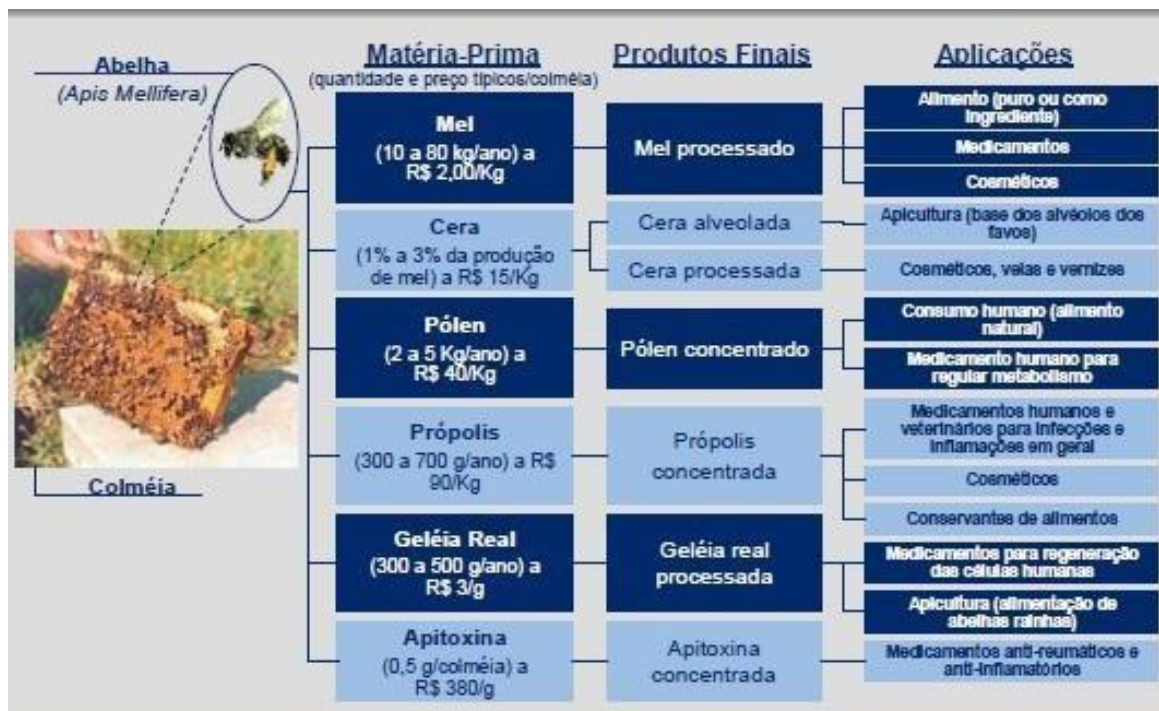 Abelha
(Apis Mellifera)
Colméia
Matéria-Prima
(quantidade e preço típicos/colméia)
Produtos Finais
Aplicações
Mel
(10 a 80 kg/ano) a
R$ 2,00/Kg
Mel processado
Alimento (puro ou como
Ingrediente)
Medicamentos
Cosméticos
Cera
(1% a 3% da produção
de mel) a R$ 15/Kg
Cera alveolada
Apicultura (base dos alvéolos dos
favos)
Cera processada
Cosméticos, velas e vernizes
Pólen
(2 a 5 Kg/ano) a
R$ 40/Kg
Pólen concentrado
Consumo humano (alimento
natural)
Medicamento humano para
regular metabolismo
Própolis
(300 a 700 g/ano) a R$
90/Kg
Própolis
concentrada
Medicamentos humanos e
veterinários para infecções e
inflamações em geral
Cosméticos
Conservantes de alimentos
Geléia Real
(300 a 500 g/ano) a
R$ 3/g
Geléia real
processada
Medicamentos para regeneração
das células humanas
Apicultura (alimentação de
abelhas rainhas)
Apitoxina
(0,5 g/colméia) a
R$ 380/g
Apitoxina
concentrada
Medicamentos anti-reumáticos e
anti-inflamatórios